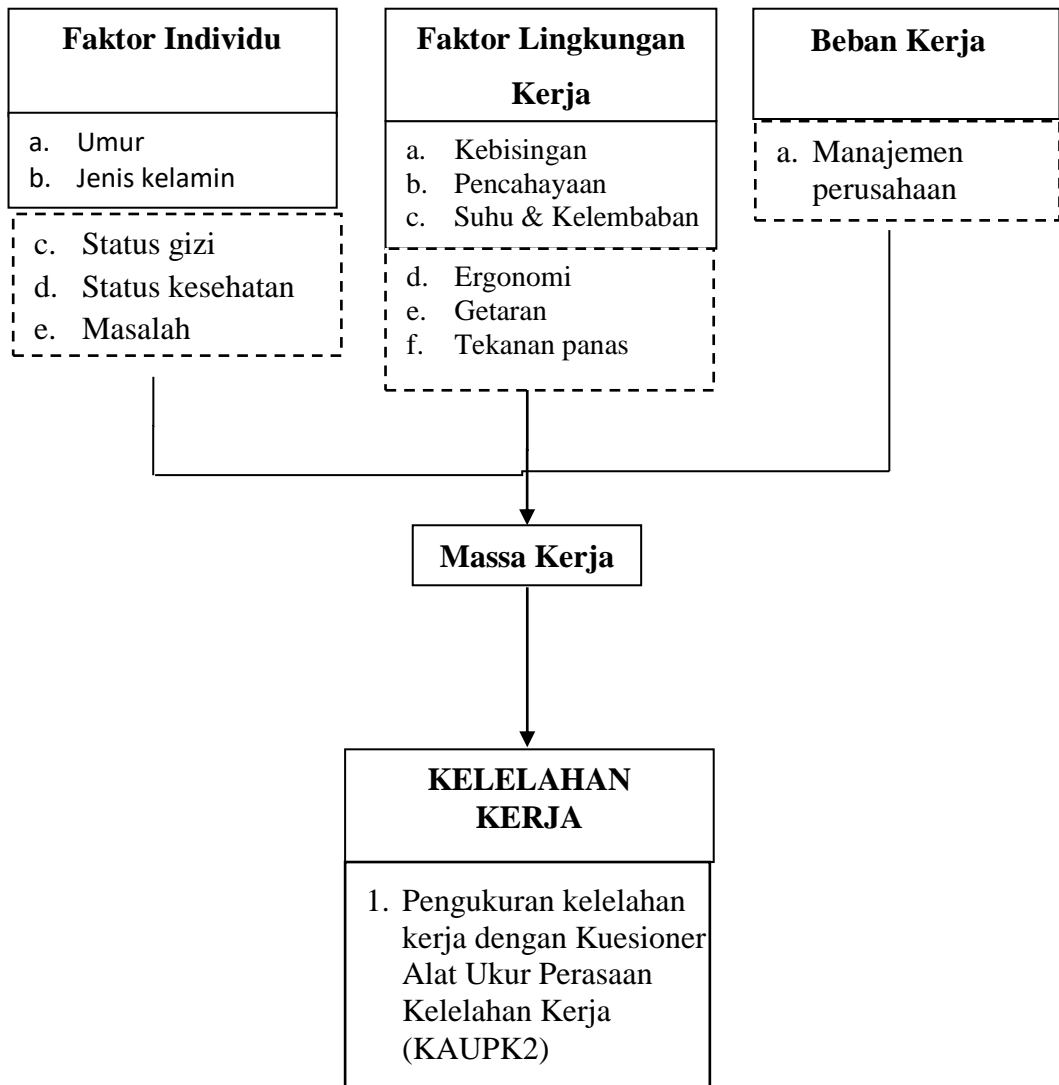 Faktor Individu
a. Umur
b. Jenis kelamin
c. Status gizi
d. Status kesehatan
e. Masalah
Faktor Lingkungan
Kerja
a. Kebisingan
b. Pencahayaan
c. Suhu & Kelembaban
d. Ergonomi
e. Getaran
f. Tekanan panas
Beban Kerja
a. Manajemen
perusahaan
Massa Kerja
KELELAHAN
KERJA
1. Pengukuran kelelahan
kerja dengan Kuesioner
Alat Ukur Perasaan
Kelelahan Kerja
(KAUPK2)